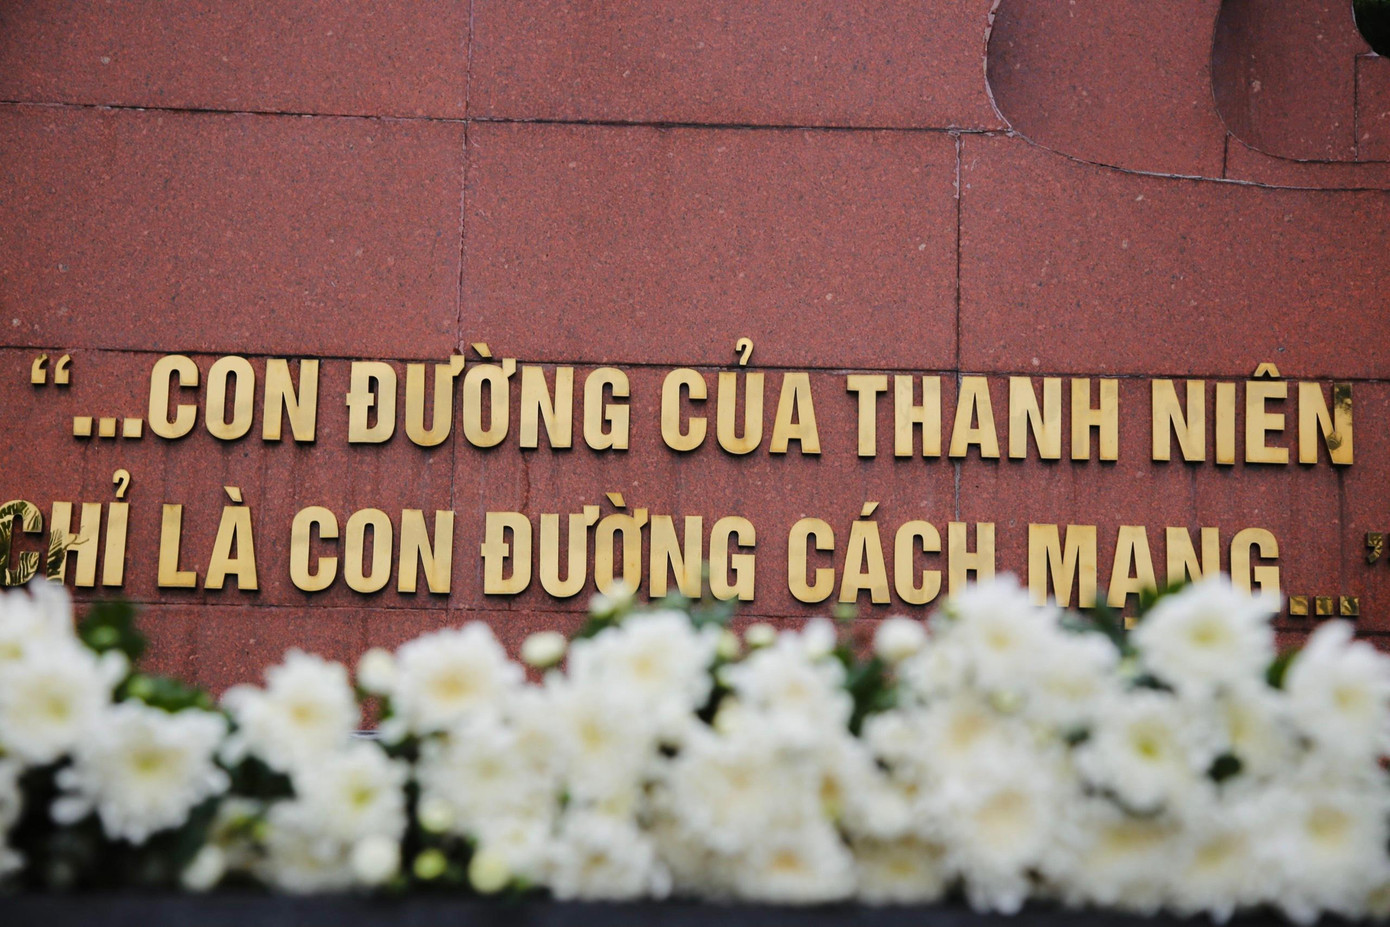 “...CON ĐƯỜNG CỦA THANH NIÊN
CHỈ LÀ CON ĐƯỜNG CÁCH MẠNG...”